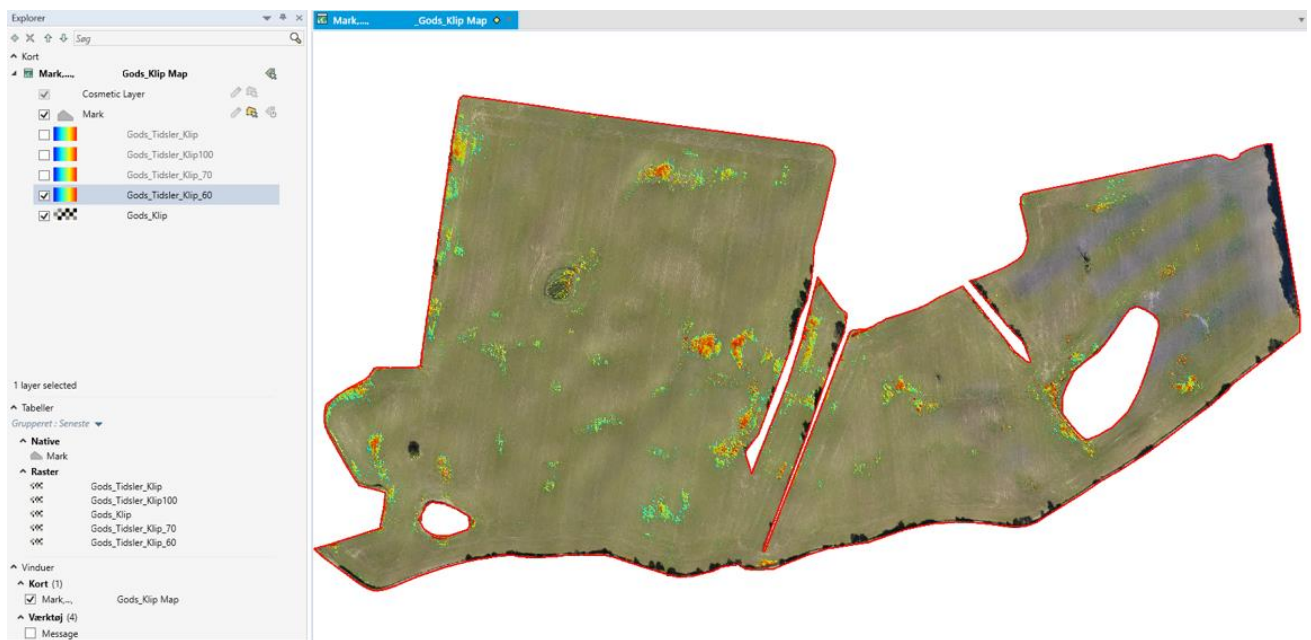 Explorer
Søg
Kort
Mark,..., Gods_Klip Map
Cosmetic Layer
Mark
Gods_Tidsler_Klip
Gods_Tidsler_Klip100
Gods_Tidsler_Klip_70
Gods_Tidsler_Klip_60
Gods_Klip
1 layer selected
Tabeller
Grupperet : Seneste
Native
Mark
Raster
Gods_Tidsler_Klip
Gods_Tidsler_Klip100
Gods_Klip
Gods_Tidsler_Klip_70
Gods_Tidsler_Klip_60
Vinduer
Kort (1)
Mark,..., Gods_Klip Map
Værktøj (4)
Message
Mark,..., _Gods_Klip Map